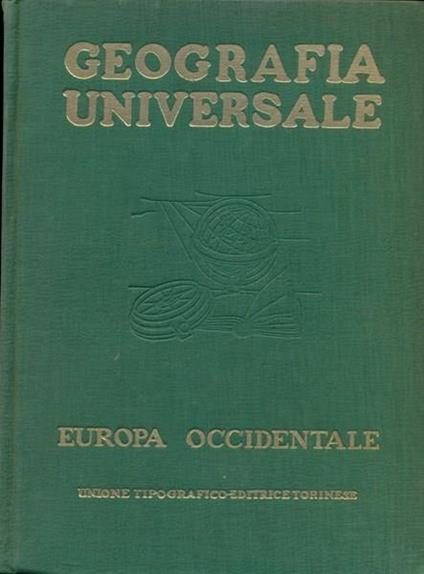 GEOGRAFIA
UNIVERSALE
EUROPA OCCIDENTALE
UNIONE TIPOGRAFICO-EDITRICE TORINESE